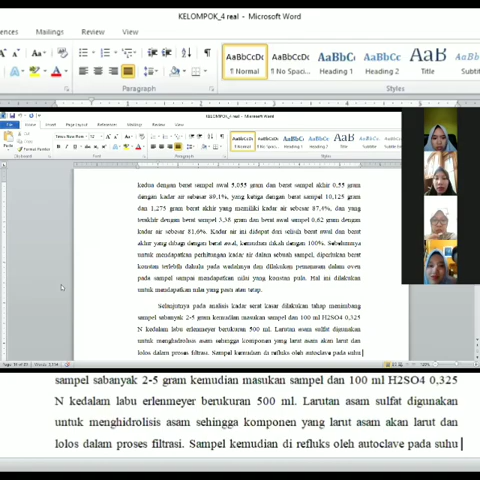 KELOMPOK_4 real - Microsoft Word
Mailings Review View
AaBbCcDc AaBbCcDc AaBbC AaBbCc AaB
¶ Normal ¶ No Spaci... Heading 1 Heading 2 Title
Paragraph Styles
KELOMPOK_4 real - Microsoft Word
kedua dengan berat sampel awal 5,055 gram dan berat sampel akhir 0,55 gram
dengan kadar air sebesar 89,1%, yang ketiga dengan berat sampel 10,125 gram
dan 1,275 gram berat akhir yang memiliki kadar air sebesar 87,4%, dan yang
terakhir dengan berat sampel 3,38 gram dan berat awal sampel 0,62 gram dengan
kadar air sebesar 81,6%. Kadar air ini didapat dari selisih berat awal dan berat
akhir yang dibagi dengan berat awal, kemudian dikali dengan 100%. Sebelumnya
untuk mendapatkan perhitungan kadar air dalam sebuah sampel, diperlukan berat
konstan terlebih dahulu pada wadahnya dan dilakukan pemanasan dalam oven
pada sampel sampai mendapatkan nilai yang konstan pula. Hal ini dilakukan
untuk mendapatkan nilai yang pasti atau tetap.
Selanjutnya pada analisis kadar serat kasar dilakukan tahap menimbang
sampel sabanyak 2-5 gram kemudian masukan sampel dan 100 ml H2SO4 0,325
N kedalam labu erlenmeyer berukuran 500 ml. Larutan asam sulfat digunakan
untuk menghidrolisis asam sehingga komponen yang larut asam akan larut dan
lolos dalam proses filtrasi. Sampel kemudian di refluks oleh autoclave pada suhu
sampel sabanyak 2-5 gram kemudian masukan sampel dan 100 ml H2SO4 0,325
N kedalam labu erlenmeyer berukuran 500 ml. Larutan asam sulfat digunakan
untuk menghidrolisis asam sehingga komponen yang larut asam akan larut dan
lolos dalam proses filtrasi. Sampel kemudian di refluks oleh autoclave pada suhu